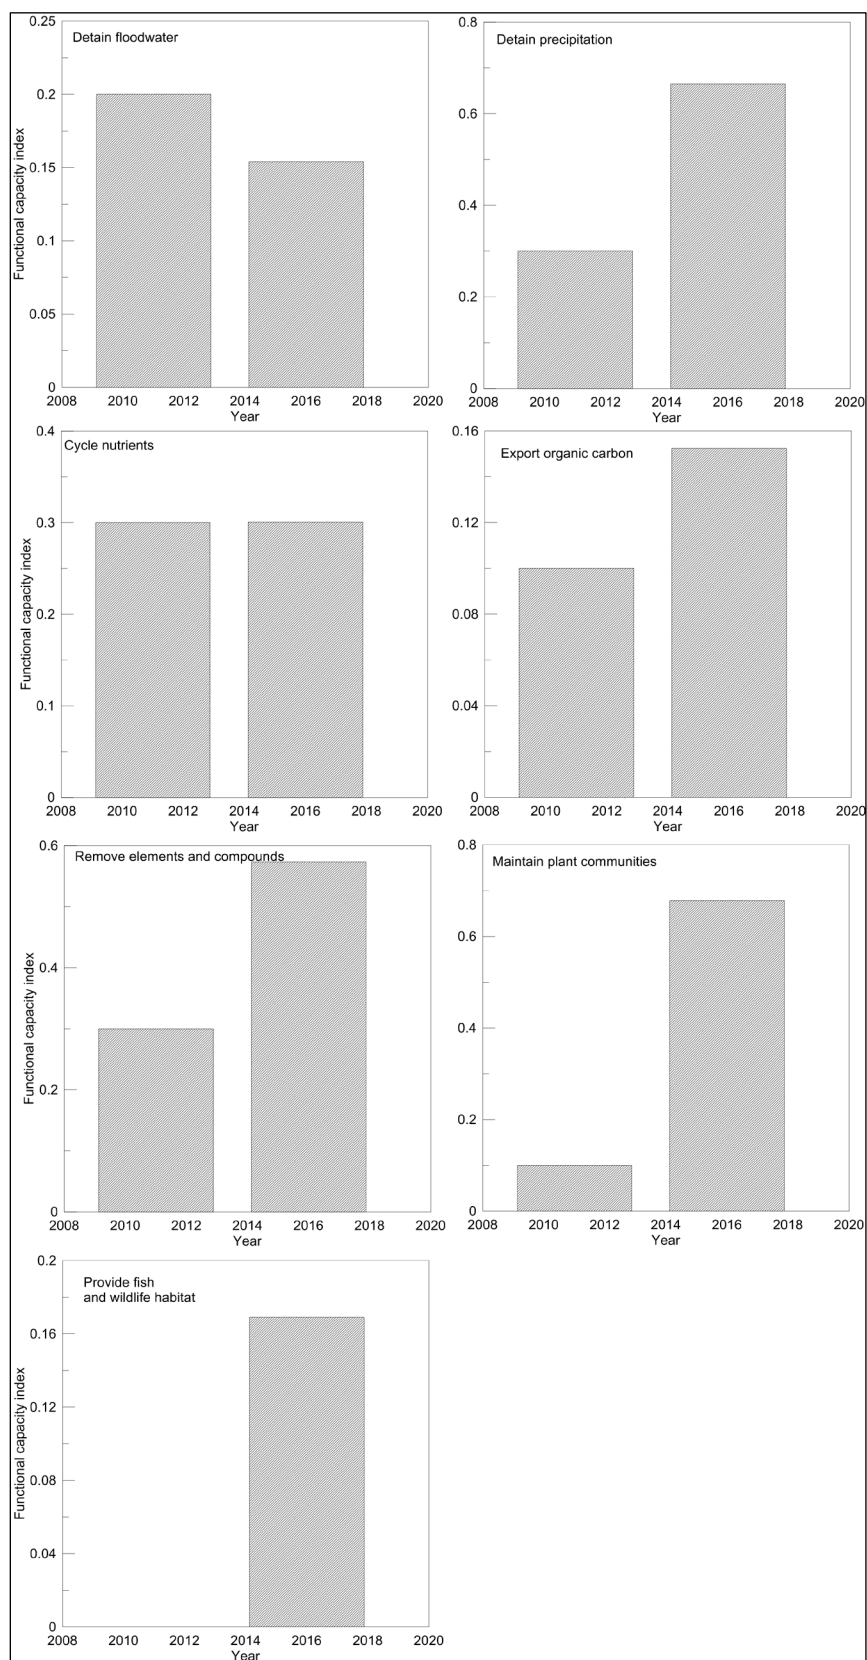 Detain floodwater
Functional capacity index
0.25
0.2
0.15
0.1
0.05
0
2008 2010 2012 2014 2016 2018 2020
Year
Detain precipitation
0.8
0.6
0.4
0.2
0
2008 2010 2012 2014 2016 2018 2020
Year
Cycle nutrients
Functional capacity index
0.4
0.3
0.2
0.1
0
2008 2010 2012 2014 2016 2018 2020
Year
Export organic carbon
0.16
0.12
0.08
0.04
0
2008 2010 2012 2014 2016 2018 2020
Year
Remove elements and compounds
Functional capacity index
0.6
0.4
0.2
0
2008 2010 2012 2014 2016 2018 2020
Year
Maintain plant communities
0.8
0.6
0.4
0.2
0
2008 2010 2012 2014 2016 2018 2020
Year
Provide fish
and wildlife habitat
Functional capacity index
0.2
0.16
0.12
0.08
0.04
0
2008 2010 2012 2014 2016 2018 2020
Year